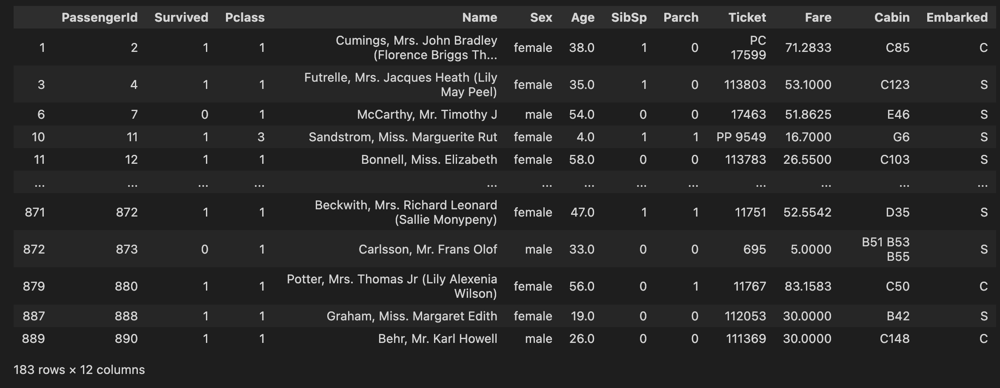 PassengerId Survived Pclass Name Sex Age SibSp Parch Ticket Fare Cabin Embarked
1 2 1 1 Cumings, Mrs. John Bradley (Florence Briggs Th... female 38.0 1 0 PC 17599 71.2833 C85 C
3 4 1 1 Futrelle, Mrs. Jacques Heath (Lily May Peel) female 35.0 1 0 113803 53.1000 C123 S
6 7 0 1 McCarthy, Mr. Timothy J male 54.0 0 0 17463 51.8625 E46 S
10 11 1 3 Sandstrom, Miss. Marguerite Rut female 4.0 1 1 PP 9549 16.7000 G6 S
11 12 1 1 Bonnell, Miss. Elizabeth female 58.0 0 0 113783 26.5500 C103 S
... ... ... ... ... ... ... ... ... ... ... ... ...
871 872 1 1 Beckwith, Mrs. Richard Leonard (Sallie Monypeny) female 47.0 1 1 11751 52.5542 D35 S
872 873 0 1 Carlsson, Mr. Frans Olof male 33.0 0 0 695 5.0000 B51 B53 B55 S
879 880 1 1 Potter, Mrs. Thomas Jr (Lily Alexenia Wilson) female 56.0 0 1 11767 83.1583 C50 C
887 888 1 1 Graham, Miss. Margaret Edith female 19.0 0 0 112053 30.0000 B42 S
889 890 1 1 Behr, Mr. Karl Howell male 26.0 0 0 111369 30.0000 C148 C
183 rows × 12 columns